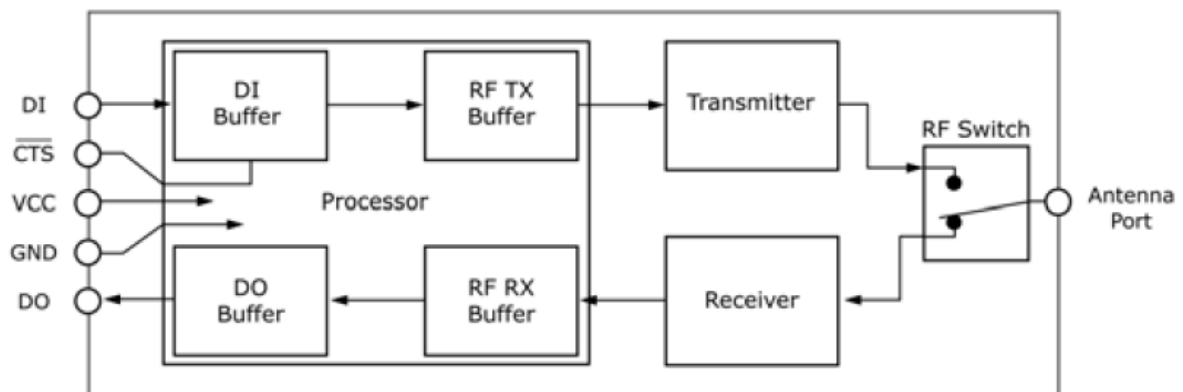 DI
C̅T̅S̅
VCC
GND
DO
DI
Buffer
RF TX
Buffer
Processor
DO
Buffer
RF RX
Buffer
Transmitter
Receiver
RF Switch
Antenna
Port